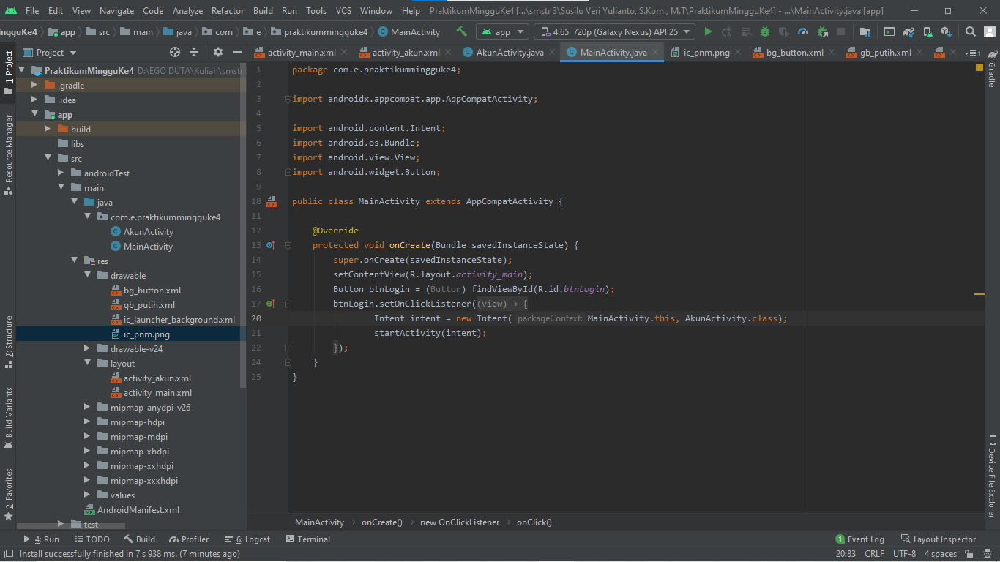 File Edit View Navigate Code Analyze Refactor Build Run Tools VCS Window Help PraktikumMingguKe4 [...\smstr 3\Susilo Veri Yulianto, S.Kom., M.T\PraktikumMingguKe4] - ...\MainActivity.java [app]
ngguKe4 app src main java com e praktikummingguke4 MainActivity app 4.65 720p (Galaxy Nexus) API 25
Project activity_main.xml activity_akun.xml AkunActivity.java MainActivity.java ic_pnm.png bg_button.xml gb_putih.xml
1: Project
Resource Manager
7: Structure
Build Variants
2: Favorites
PraktikumMingguKe4 D:\EGO DUTA\Kuliah\smstr
.gradle
.idea
app
build
libs
src
androidTest
main
java
com.e.praktikummingguke4
AkunActivity
MainActivity
res
drawable
bg_button.xml
gb_putih.xml
ic_launcher_background.xml
ic_pnm.png
drawable-v24
layout
activity_akun.xml
activity_main.xml
mipmap-anydpi-v26
mipmap-hdpi
mipmap-mdpi
mipmap-xhdpi
mipmap-xxhdpi
mipmap-xxxhdpi
values
AndroidManifest.xml
test
1 package com.e.praktikummingguke4;
2
3 import androidx.appcompat.app.AppCompatActivity;
4
5 import android.content.Intent;
6 import android.os.Bundle;
7 import android.view.View;
8 import android.widget.Button;
9
10 public class MainActivity extends AppCompatActivity {
11
12 @Override
13 protected void onCreate(Bundle savedInstanceState) {
14 super.onCreate(savedInstanceState);
15 setContentView(R.layout.activity_main);
16 Button btnLogin = (Button) findViewById(R.id.btnLogin);
17 btnLogin.setOnClickListener((view) → {
20 Intent intent = new Intent( packageContext: MainActivity.this, AkunActivity.class);
21 startActivity(intent);
22 });
24 }
25 }
Gradle
Device File Explorer
MainActivity onCreate() new OnClickListener onClick()
4: Run TODO Build Profiler 6: Logcat Terminal 1 Event Log Layout Inspector
Install successfully finished in 7 s 938 ms. (7 minutes ago) 20:83 CRLF UTF-8 4 spaces